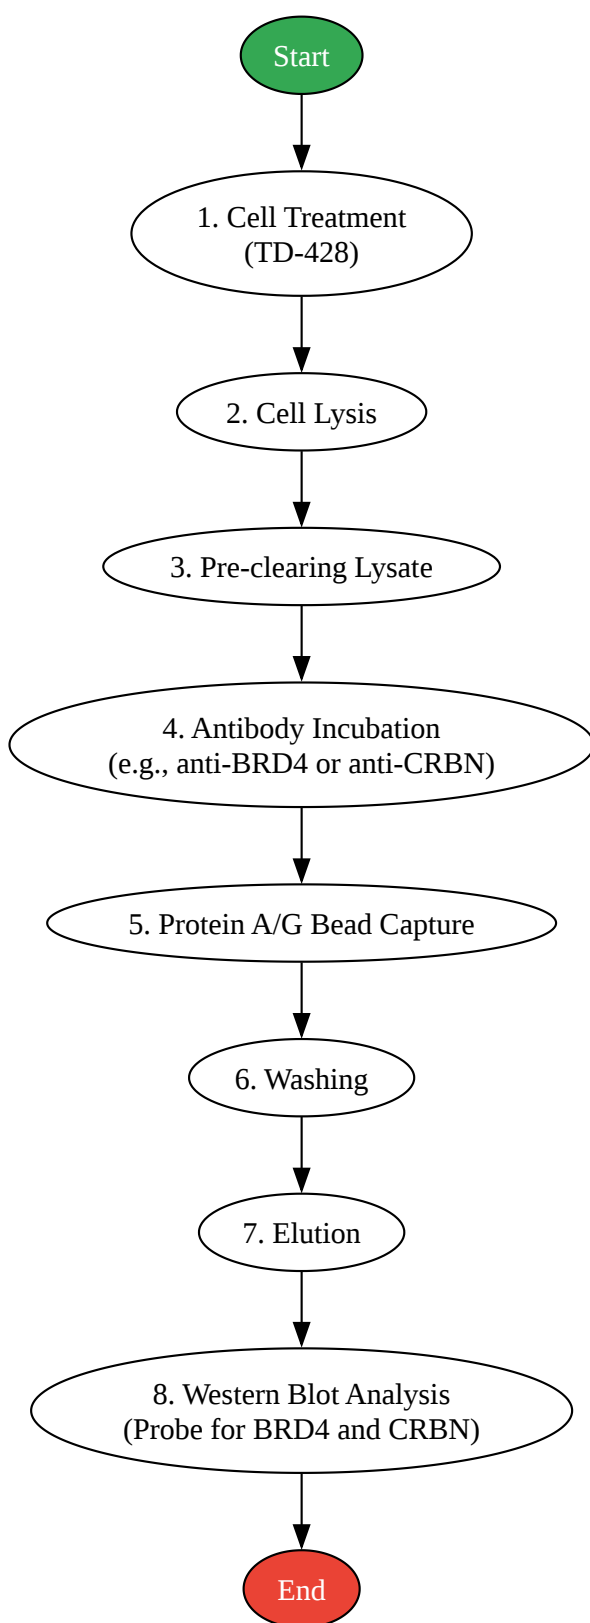 Start
1. Cell Treatment
(TD-428)
2. Cell Lysis
3. Pre-clearing Lysate
4. Antibody Incubation
(e.g., anti-BRD4 or anti-CRBN)
5. Protein A/G Bead Capture
6. Washing
7. Elution
8. Western Blot Analysis
(Probe for BRD4 and CRBN)
End